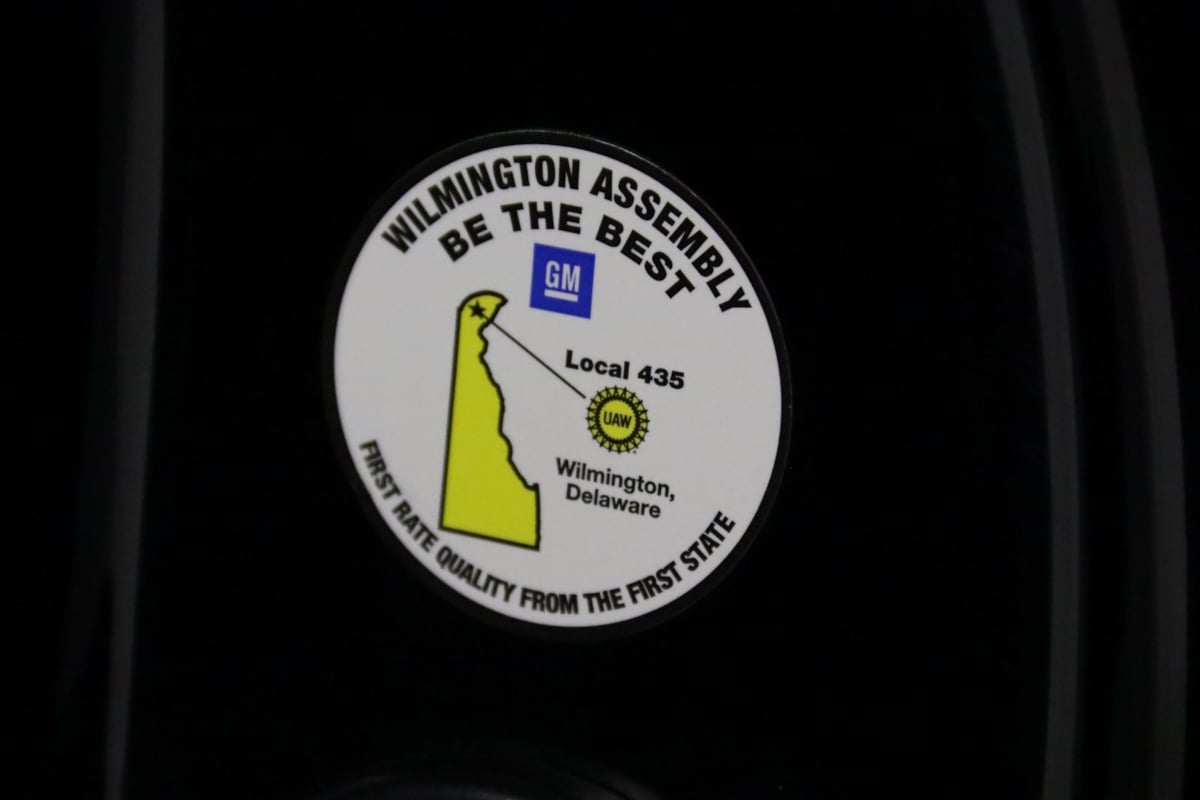 WILMINGTON ASSEMBLY
BE THE BEST
GM
Local 435
UAW
Wilmington,
Delaware
FIRST RATE QUALITY FROM THE FIRST STATE